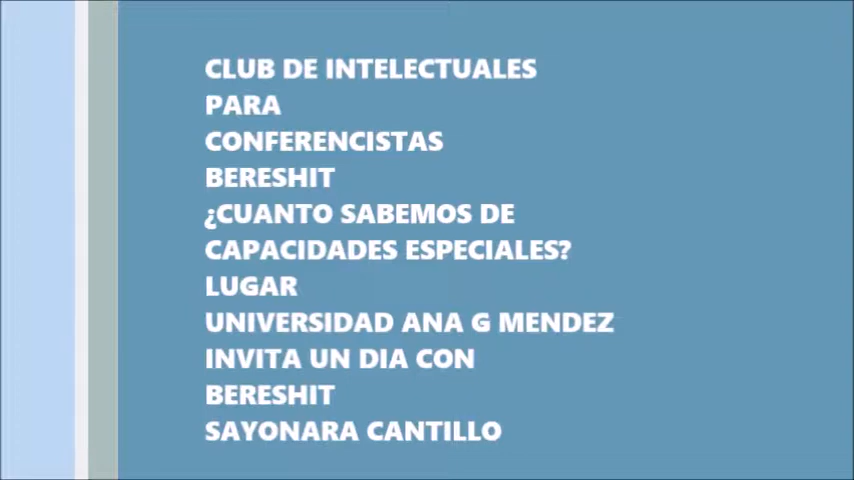 CLUB DE INTELECTUALES
PARA
CONFERENCISTAS
BERESHIT
¿CUANTO SABEMOS DE
CAPACIDADES ESPECIALES?
LUGAR
UNIVERSIDAD ANA G MENDEZ
INVITA UN DIA CON
BERESHIT
SAYONARA CANTILLO